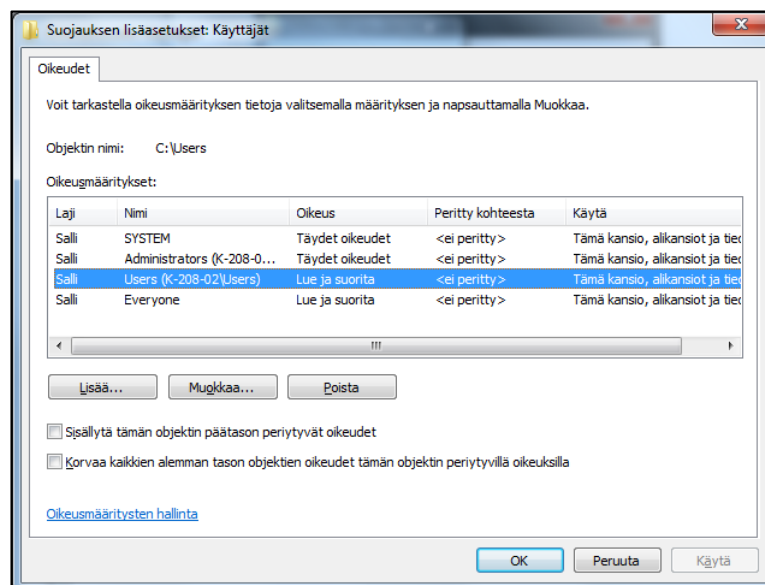 Suojauksen lisäasetukset: Käyttäjät
Oikeudet
Voit tarkastella oikeusmäärityksen tietoja valitsemalla määrityksen ja napsauttamalla Muokkaa.
Objektin nimi: C:\Users
Oikeusmääritykset:
Laji Nimi Oikeus Peritty kohteesta Käytä
Salli SYSTEM Täydet oikeudet <ei peritty> Tämä kansio, alikansiot ja tied
Salli Administrators (K-208-0... Täydet oikeudet <ei peritty> Tämä kansio, alikansiot ja tied
Salli Users (K-208-02\Users) Lue ja suorita <ei peritty> Tämä kansio, alikansiot ja tied
Salli Everyone Lue ja suorita <ei peritty> Tämä kansio, alikansiot ja tied
Lisää... Muokkaa... Poista
Sisällytä tämän objektin päätason periytyvät oikeudet
Korvaa kaikkien alemman tason objektien oikeudet tämän objektin periytyvillä oikeuksilla
Oikeusmääritysten hallinta
OK Peruuta Käytä